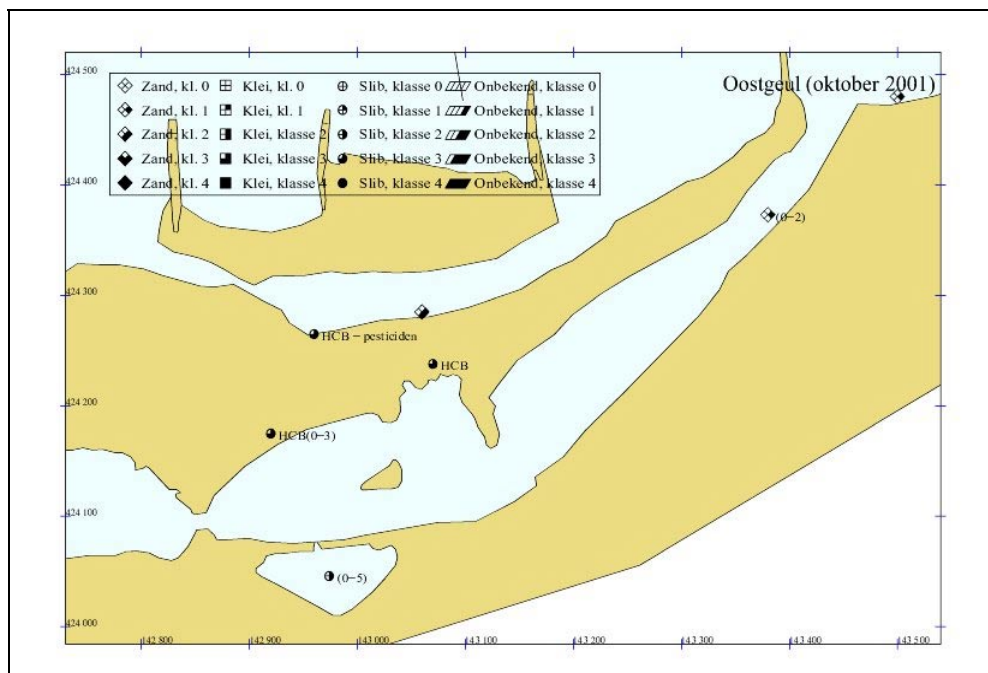 424 500
Oostgeul (oktober 2001)
Zand, kl. 0 Klei, kl. 0 Slib, klasse 0 Onbekend, klasse 0
Zand, kl. 1 Klei, kl. 1 Slib, klasse 1 Onbekend, klasse 1
Zand, kl. 2 Klei, klasse 2 Slib, klasse 2 Onbekend, klasse 2
Zand, kl. 3 Klei, klasse 3 Slib, klasse 3 Onbekend, klasse 3
Zand, kl. 4 Klei, klasse 4 Slib, klasse 4 Onbekend, klasse 4
424 400
(0−2)
424 300
HCB − pesticiden
HCB
424 200
HCB(0−3)
424 100
(0−5)
424 000
142 800 142 900 143 000 143 100 143 200 143 300 143 400 143 500